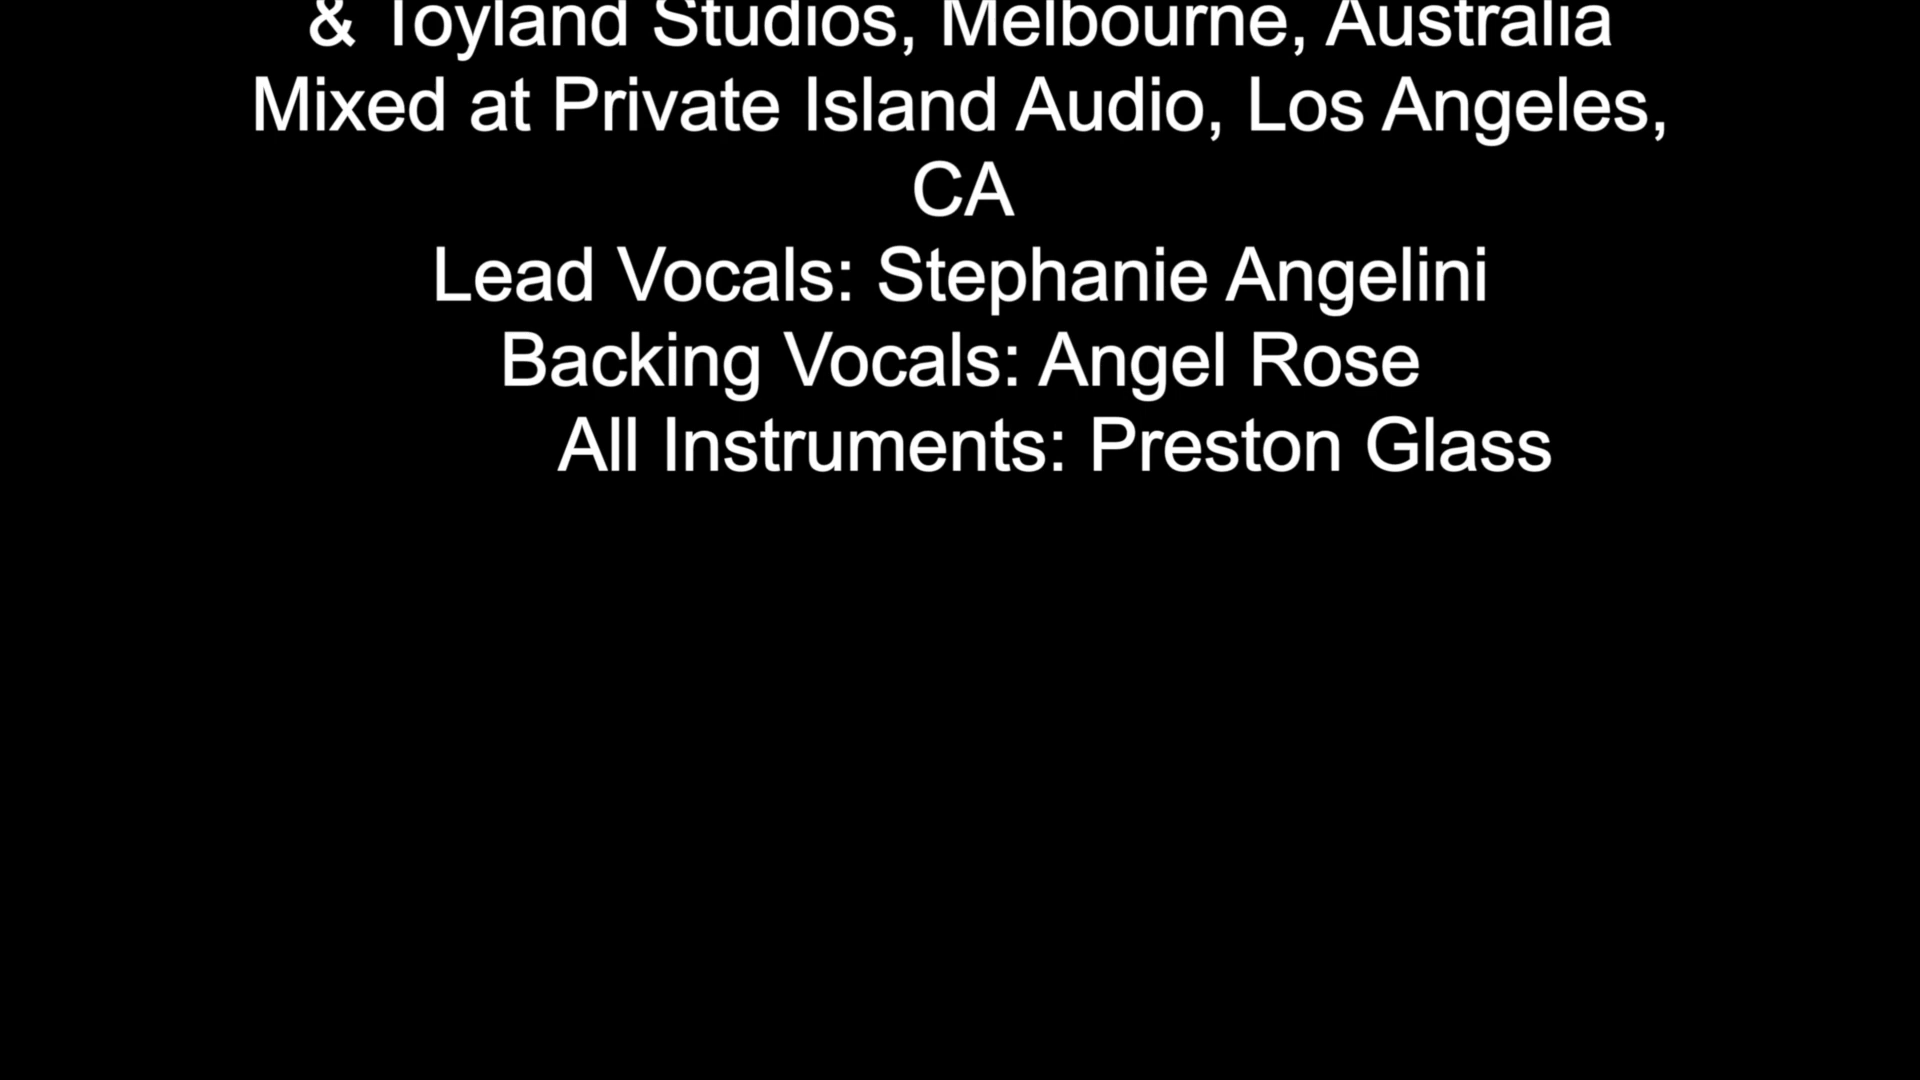 & Toyland Studios, Melbourne, Australia
Mixed at Private Island Audio, Los Angeles,
CA
Lead Vocals: Stephanie Angelini
Backing Vocals: Angel Rose
All Instruments: Preston Glass